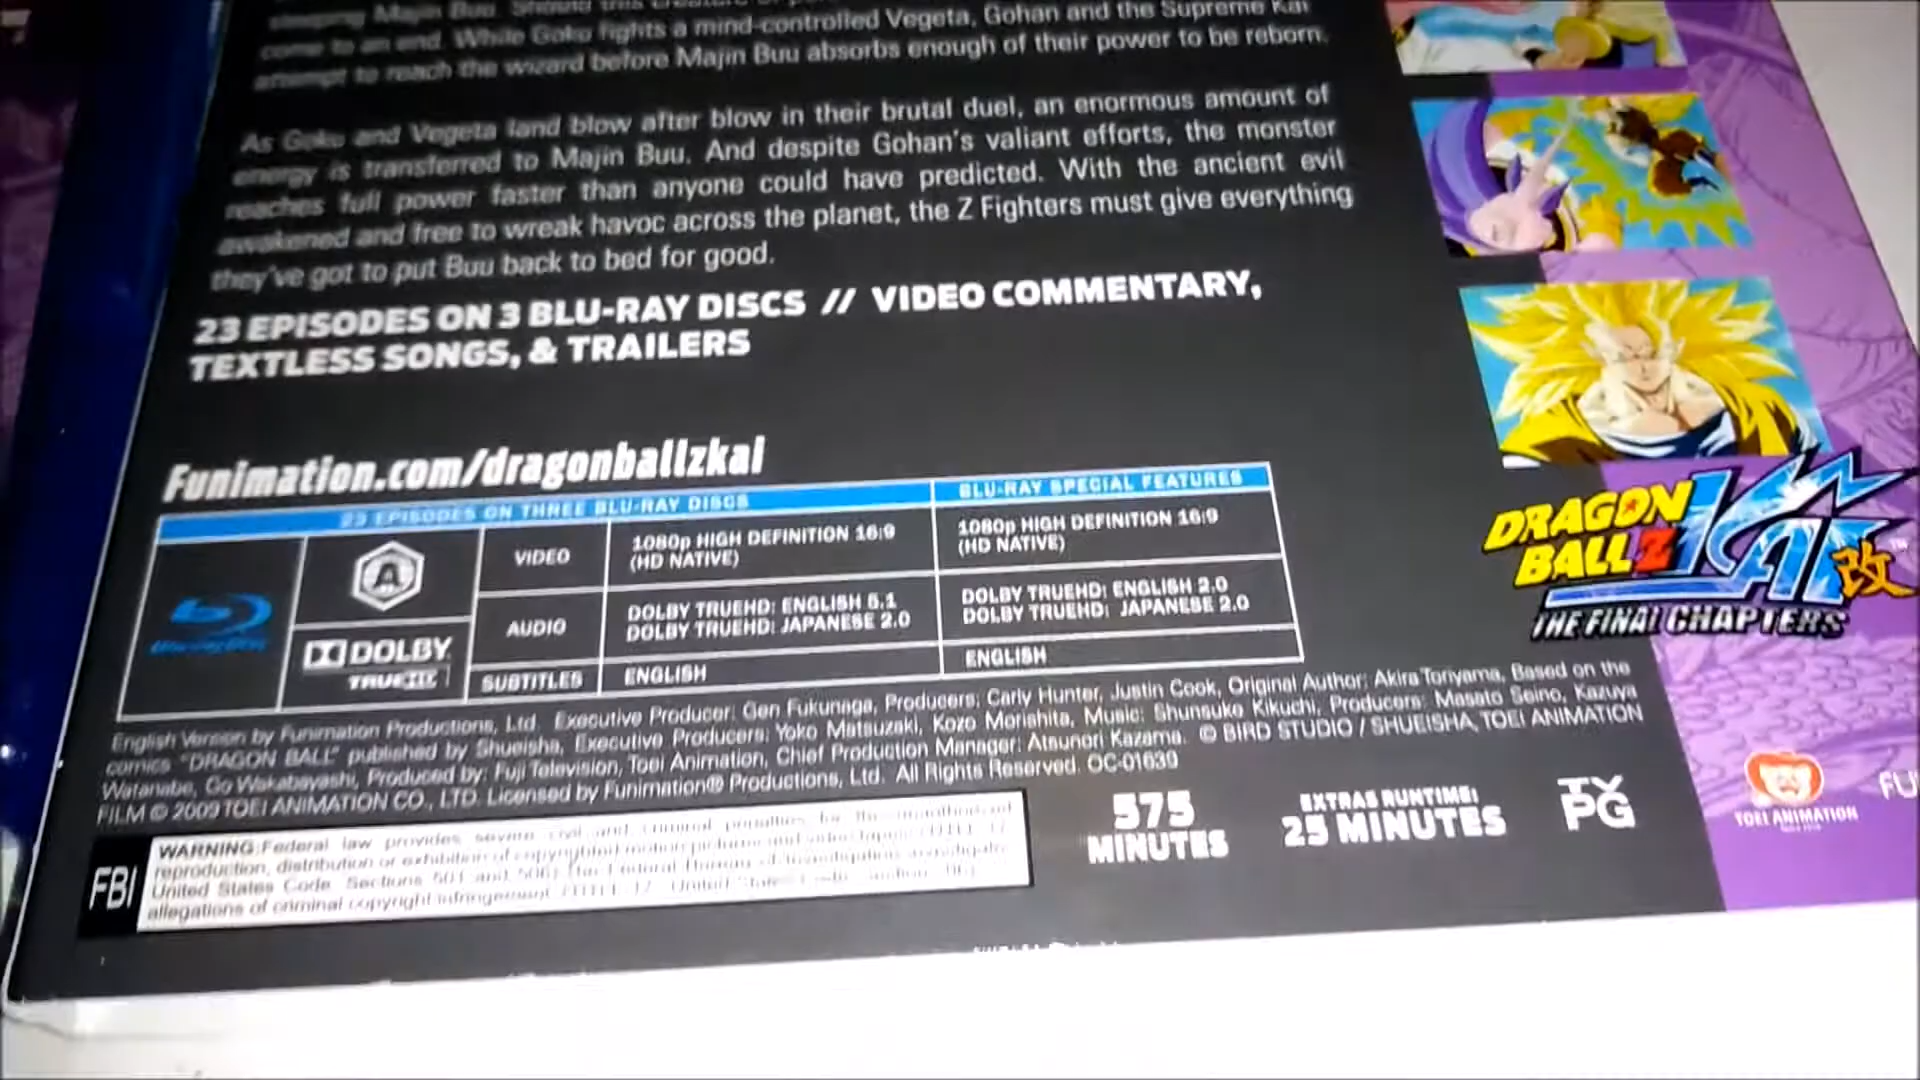 sleeping Majin Buu. Should this creature of
come to an end. While Goku fights a mind-controlled Vegeta, Gohan and the Supreme Kai
attempt to reach the wizard before Majin Buu absorbs enough of their power to be reborn.
As Goku and Vegeta land blow after blow in their brutal duel, an enormous amount of
energy is transferred to Majin Buu. And despite Gohan's valiant efforts, the monster
reaches full power faster than anyone could have predicted. With the ancient evil
awakened and free to wreak havoc across the planet, the Z Fighters must give everything
they've got to put Buu back to bed for good.
23 EPISODES ON 3 BLU-RAY DISCS // VIDEO COMMENTARY,
TEXTLESS SONGS, & TRAILERS
Funimation.com/dragonballzkai
23 EPISODES ON THREE BLU-RAY DISCS
BLU-RAY SPECIAL FEATURES
Blu-ray Disc
A
DOLBY
TRUEHD
VIDEO
1080p HIGH DEFINITION 16:9
(HD NATIVE)
1080p HIGH DEFINITION 16:9
(HD NATIVE)
AUDIO
DOLBY TRUEHD: ENGLISH 5.1
DOLBY TRUEHD: JAPANESE 2.0
DOLBY TRUEHD: ENGLISH 2.0
DOLBY TRUEHD: JAPANESE 2.0
SUBTITLES
ENGLISH
ENGLISH
DRAGON
BALL Z KAI 改
THE FINAL CHAPTERS
English Version by Funimation Productions, Ltd. Executive Producer: Gen Fukunaga, Producers: Carly Hunter, Justin Cook, Original Author: Akira Toriyama, Based on the
comics "DRAGON BALL" published by Shueisha, Executive Producers: Yoko Matsuzaki, Kozo Morishita, Music: Shunsuke Kikuchi, Producers: Masato Seino, Kazuya
Watanabe, Go Wakabayashi, Produced by: Fuji Television, Toei Animation, Chief Production Manager: Atsunori Kazama. © BIRD STUDIO / SHUEISHA, TOEI ANIMATION
FILM © 2009 TOEI ANIMATION CO., LTD. Licensed by Funimation® Productions, Ltd. All Rights Reserved. OC-01639
FBI
WARNING: Federal law provides severe civil and criminal penalties for the
reproduction, distribution or exhibition of copyrighted motion pictures
United States Code, Sections 501 and 506). The Federal Bureau of Investigation
allegations of criminal copyright infringement
575
MINUTES
EXTRAS RUNTIME:
25 MINUTES
TV
PG
TOEI ANIMATION
FU